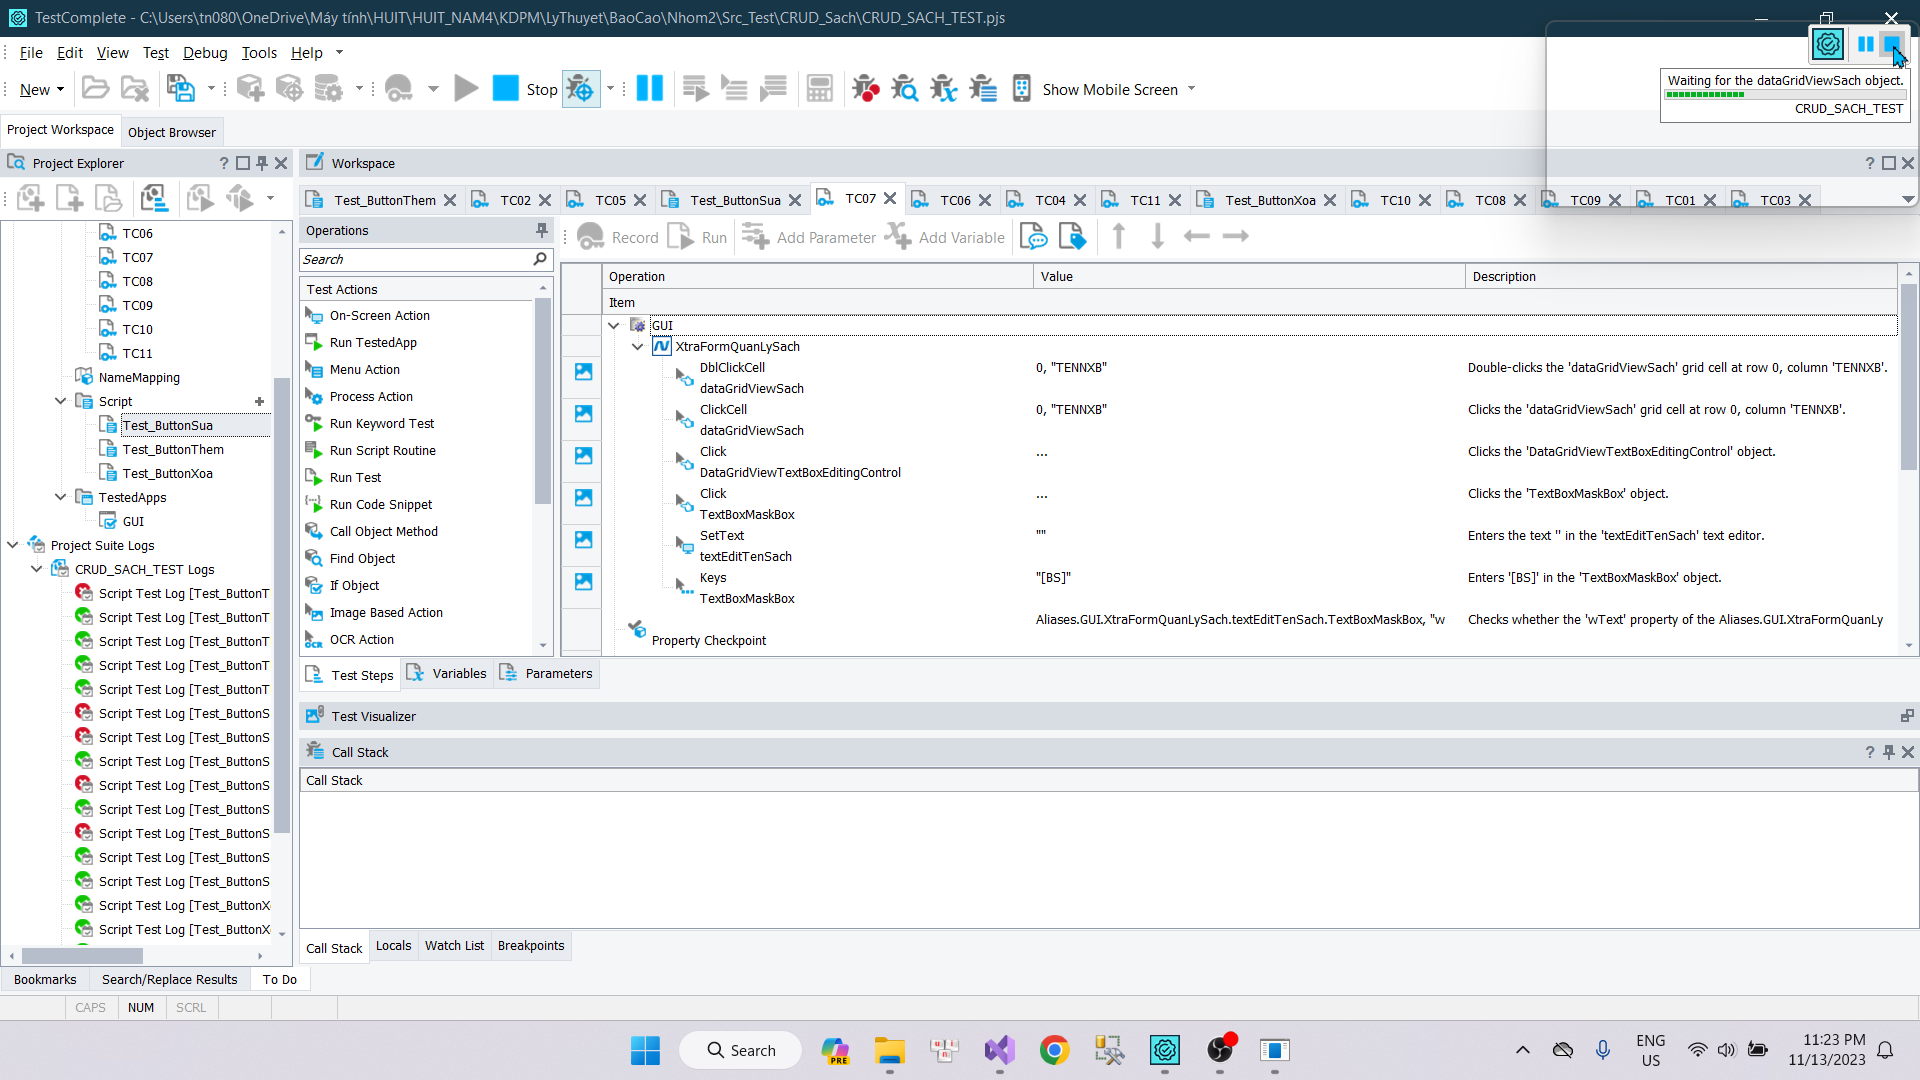 TestComplete - C:\Users\tn080\OneDrive\Máy tính\HUIT\HUIT_NAM4\KDPM\LyThuyet\BaoCao\Nhom2\Src_Test\CRUD_Sach\CRUD_SACH_TEST.pjs
File Edit View Test Debug Tools Help
New Stop Show Mobile Screen
Waiting for the dataGridViewSach object.
CRUD_SACH_TEST
Project Workspace Object Browser
Project Explorer
Workspace
Test_ButtonThem TC02 TC05 Test_ButtonSua TC07 TC06 TC04 TC11 Test_ButtonXoa TC10 TC08 TC09 TC01 TC03
TC06
TC07
TC08
TC09
TC10
TC11
NameMapping
Script
Test_ButtonSua
Test_ButtonThem
Test_ButtonXoa
TestedApps
GUI
Project Suite Logs
CRUD_SACH_TEST Logs
Script Test Log [Test_ButtonT
Script Test Log [Test_ButtonT
Script Test Log [Test_ButtonT
Script Test Log [Test_ButtonT
Script Test Log [Test_ButtonT
Script Test Log [Test_ButtonS
Script Test Log [Test_ButtonS
Script Test Log [Test_ButtonS
Script Test Log [Test_ButtonS
Script Test Log [Test_ButtonS
Script Test Log [Test_ButtonS
Script Test Log [Test_ButtonS
Script Test Log [Test_ButtonS
Script Test Log [Test_ButtonX
Script Test Log [Test_ButtonX
Operations
Search
Test Actions
On-Screen Action
Run TestedApp
Menu Action
Process Action
Run Keyword Test
Run Script Routine
Run Test
Run Code Snippet
Call Object Method
Find Object
If Object
Image Based Action
OCR Action
Record Run Add Parameter Add Variable
Operation Value Description
Item
GUI
XtraFormQuanLySach
DblClickCell 0, "TENNXB" Double-clicks the 'dataGridViewSach' grid cell at row 0, column 'TENNXB'.
dataGridViewSach
ClickCell 0, "TENNXB" Clicks the 'dataGridViewSach' grid cell at row 0, column 'TENNXB'.
dataGridViewSach
Click ... Clicks the 'DataGridViewTextBoxEditingControl' object.
DataGridViewTextBoxEditingControl
Click ... Clicks the 'TextBoxMaskBox' object.
TextBoxMaskBox
SetText "" Enters the text '' in the 'textEditTenSach' text editor.
textEditTenSach
Keys "[BS]" Enters '[BS]' in the 'TextBoxMaskBox' object.
TextBoxMaskBox
Aliases.GUI.XtraFormQuanLySach.textEditTenSach.TextBoxMaskBox, "w Checks whether the 'wText' property of the Aliases.GUI.XtraFormQuanLy
Property Checkpoint
Test Steps Variables Parameters
Test Visualizer
Call Stack
Call Stack
Call Stack Locals Watch List Breakpoints
Bookmarks Search/Replace Results To Do
CAPS NUM SCRL
Search
PRE
ENG
US
11:23 PM
11/13/2023